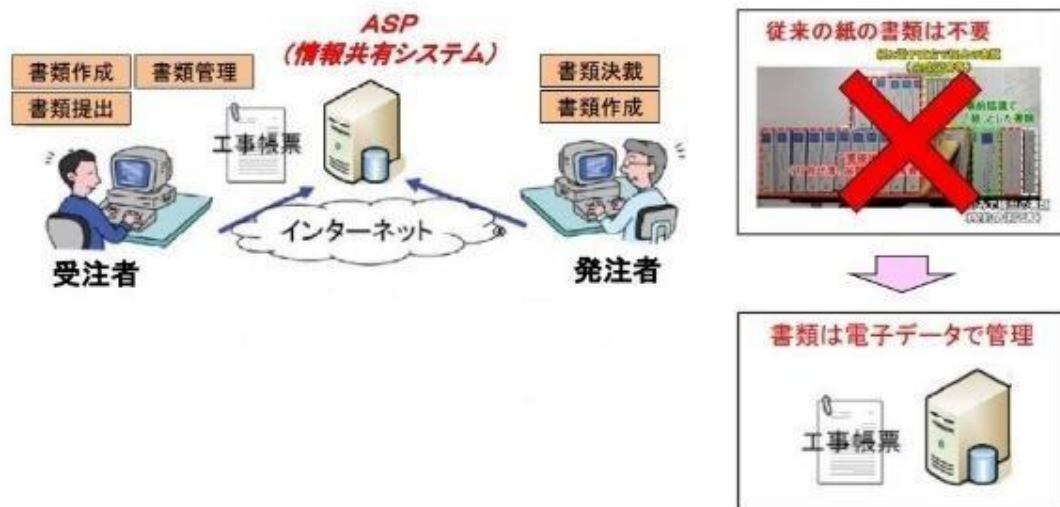 ASP
(情報共有システム)
書類作成
書類管理
書類提出
工事帳票
書類決裁
書類作成
インターネット
受注者
発注者
従来の紙の書類は不要
書類は電子データで管理
工事帳票